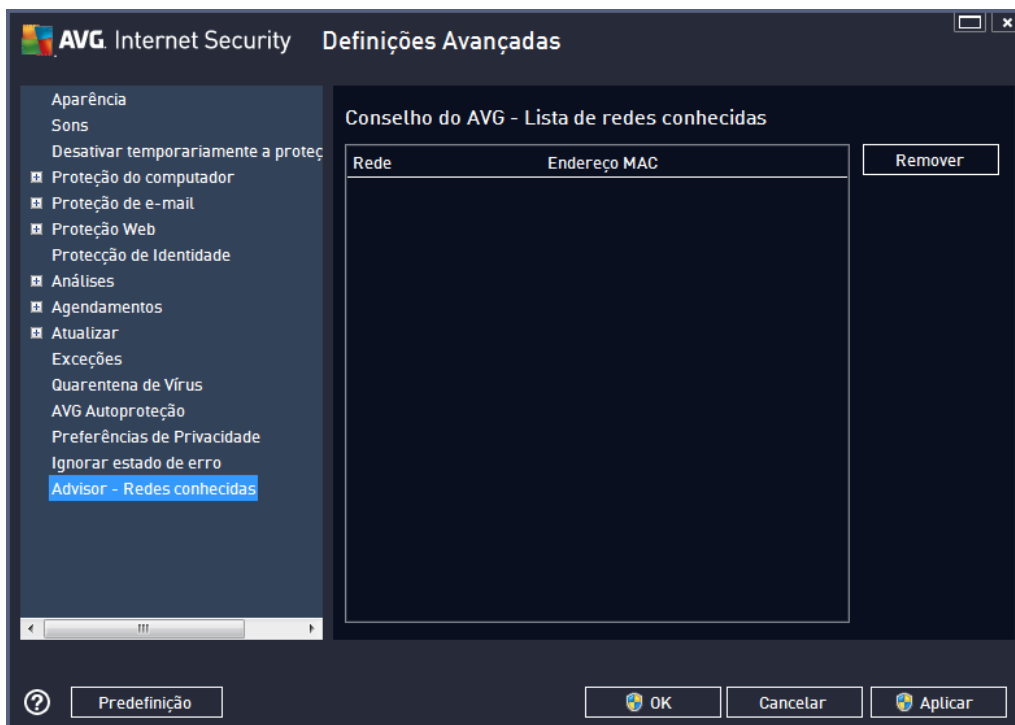 AVG. Internet Security Definições Avançadas
Aparência
Sons
Desativar temporariamente a proteç
Proteção do computador
Proteção de e-mail
Proteção Web
Protecção de Identidade
Análises
Agendamentos
Atualizar
Exceções
Quarentena de Vírus
AVG Autoproteção
Preferências de Privacidade
Ignorar estado de erro
Advisor - Redes conhecidas
Conselho do AVG - Lista de redes conhecidas
Rede Endereço MAC
Remover
Predefinição OK Cancelar Aplicar